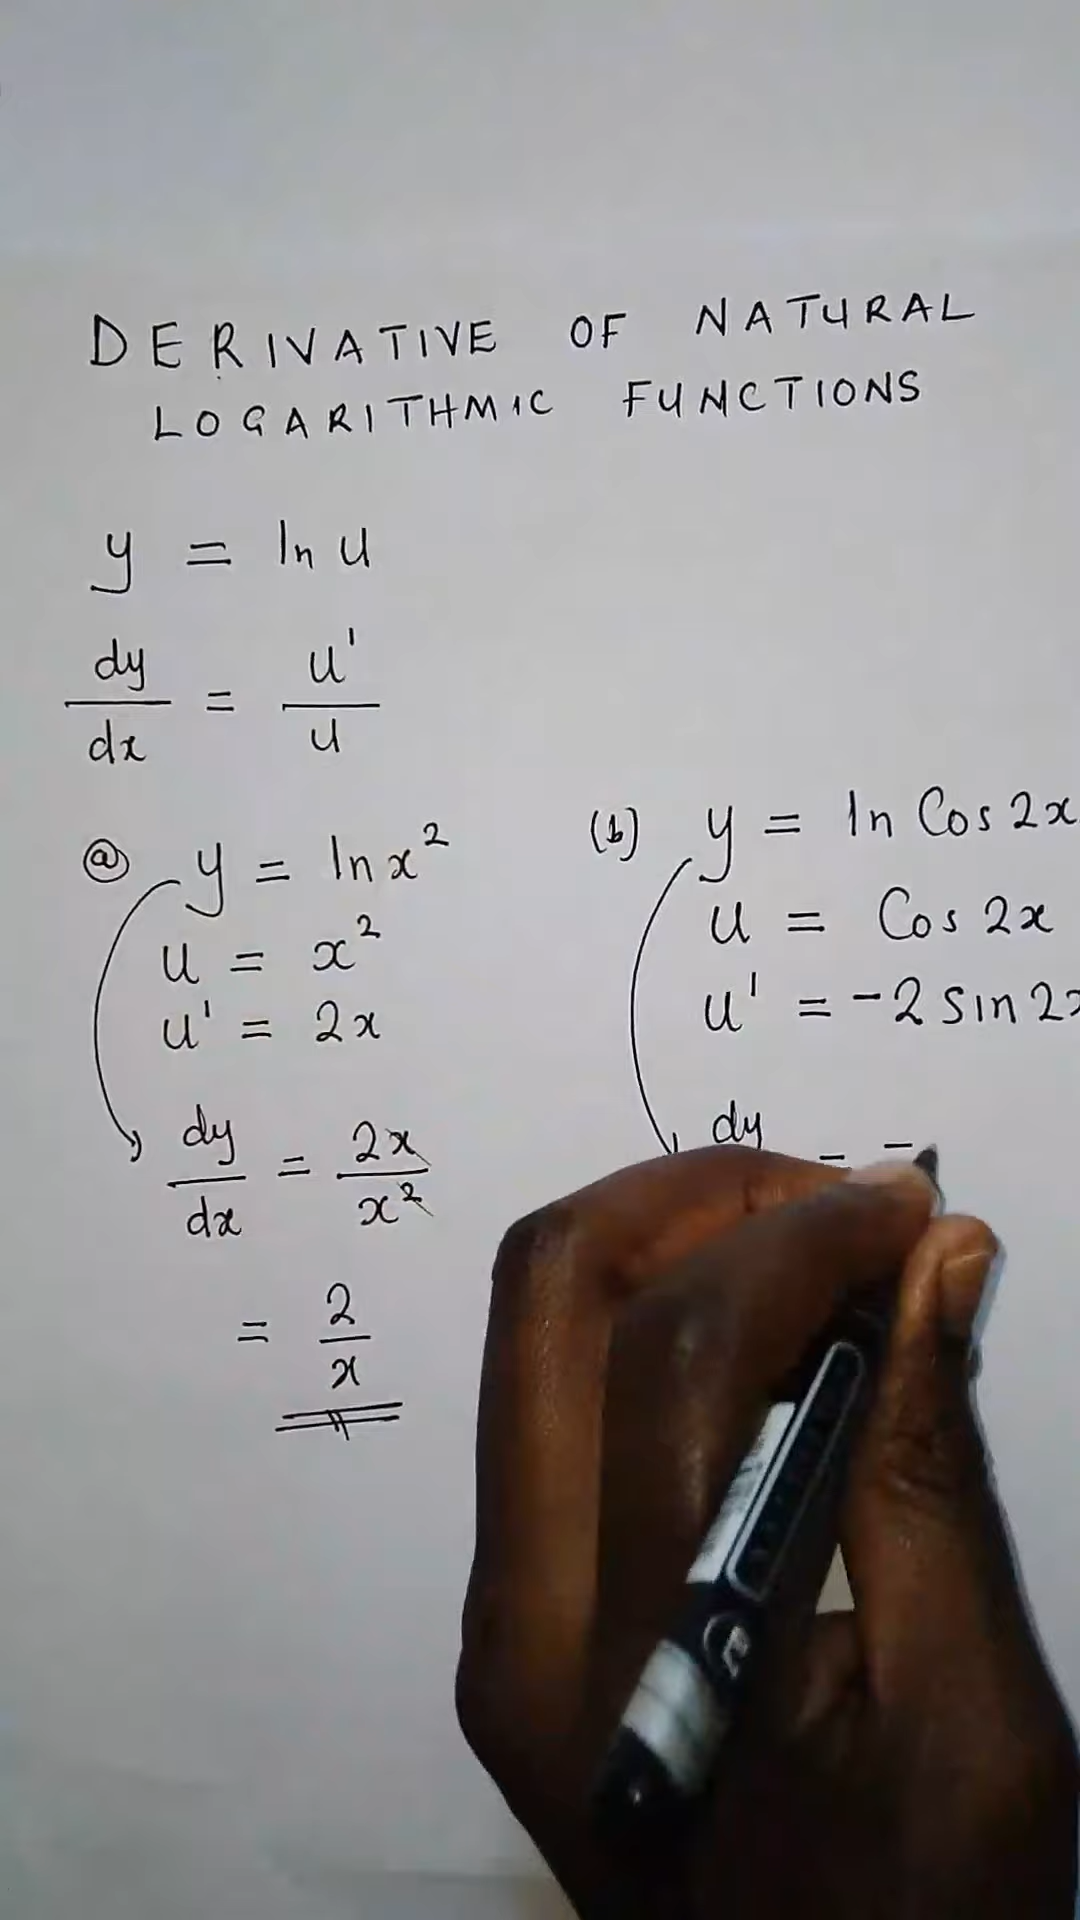 DERIVATIVE OF NATURAL
LOGARITHMIC FUNCTIONS
y = ln u
dy/dx = u'/u
(a) y = ln x²
u = x²
u' = 2x
dy/dx = 2x/x²
= 2/x
(b) y = ln Cos 2x
u = Cos 2x
u' = -2 sin 2x
dy = -